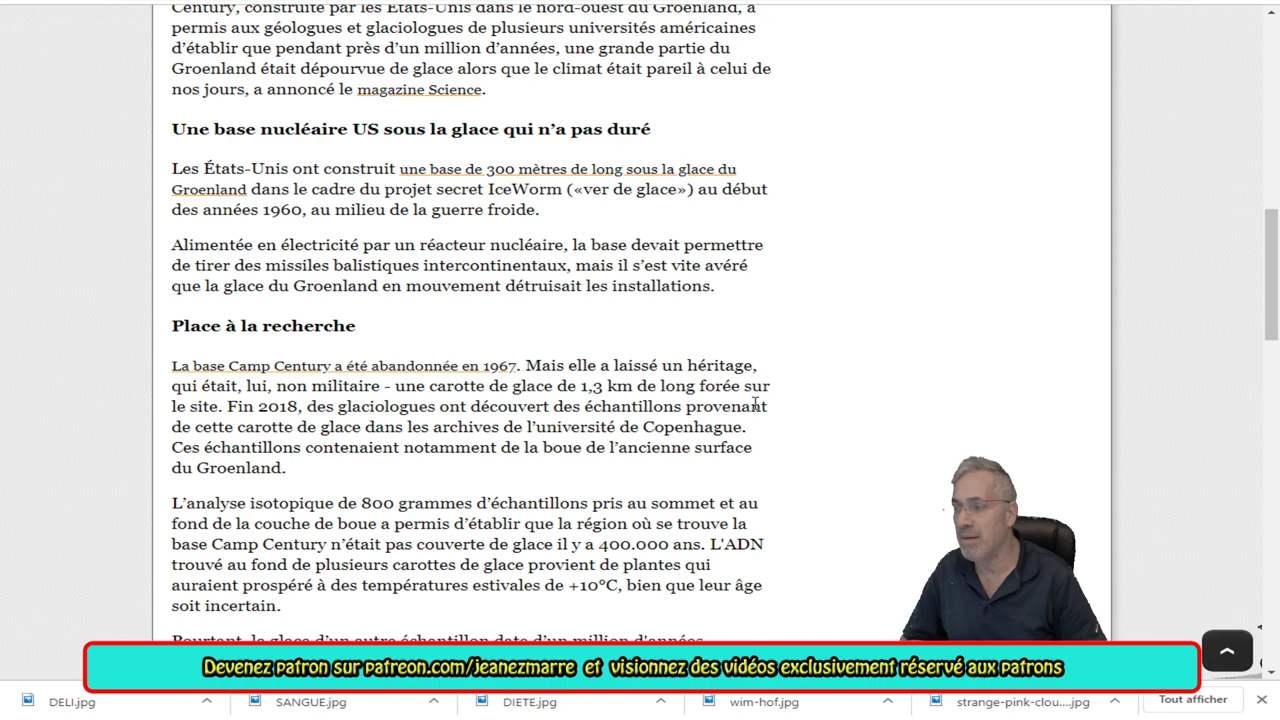 Century, construite par les États-Unis dans le nord-ouest du Groenland, a
permis aux géologues et glaciologues de plusieurs universités américaines
d’établir que pendant près d’un million d’années, une grande partie du
Groenland était dépourvue de glace alors que le climat était pareil à celui de
nos jours, a annoncé le magazine Science.
Une base nucléaire US sous la glace qui n’a pas duré
Les États-Unis ont construit une base de 300 mètres de long sous la glace du
Groenland dans le cadre du projet secret IceWorm («ver de glace») au début
des années 1960, au milieu de la guerre froide.
Alimentée en électricité par un réacteur nucléaire, la base devait permettre
de tirer des missiles balistiques intercontinentaux, mais il s’est vite avéré
que la glace du Groenland en mouvement détruisait les installations.
Place à la recherche
La base Camp Century a été abandonnée en 1967. Mais elle a laissé un héritage,
qui était, lui, non militaire - une carotte de glace de 1,3 km de long forée sur
le site. Fin 2018, des glaciologues ont découvert des échantillons provenant
de cette carotte de glace dans les archives de l’université de Copenhague.
Ces échantillons contenaient notamment de la boue de l’ancienne surface
du Groenland.
L’analyse isotopique de 800 grammes d’échantillons pris au sommet et au
fond de la couche de boue a permis d’établir que la région où se trouve la
base Camp Century n’était pas couverte de glace il y a 400.000 ans. L'ADN
trouvé au fond de plusieurs carottes de glace provient de plantes qui
auraient prospéré à des températures estivales de +10°C, bien que leur âge
soit incertain.
Pourtant, la glace d’un autre échantillon date d’un million d’années
Devenez patron sur patreon.com/jeanezmarre et visionnez des vidéos exclusivement réservé aux patrons
DELI.jpg
SANGUE.jpg
DIETE.jpg
wim-hof.jpg
strange-pink-clou....jpg
Tout afficher